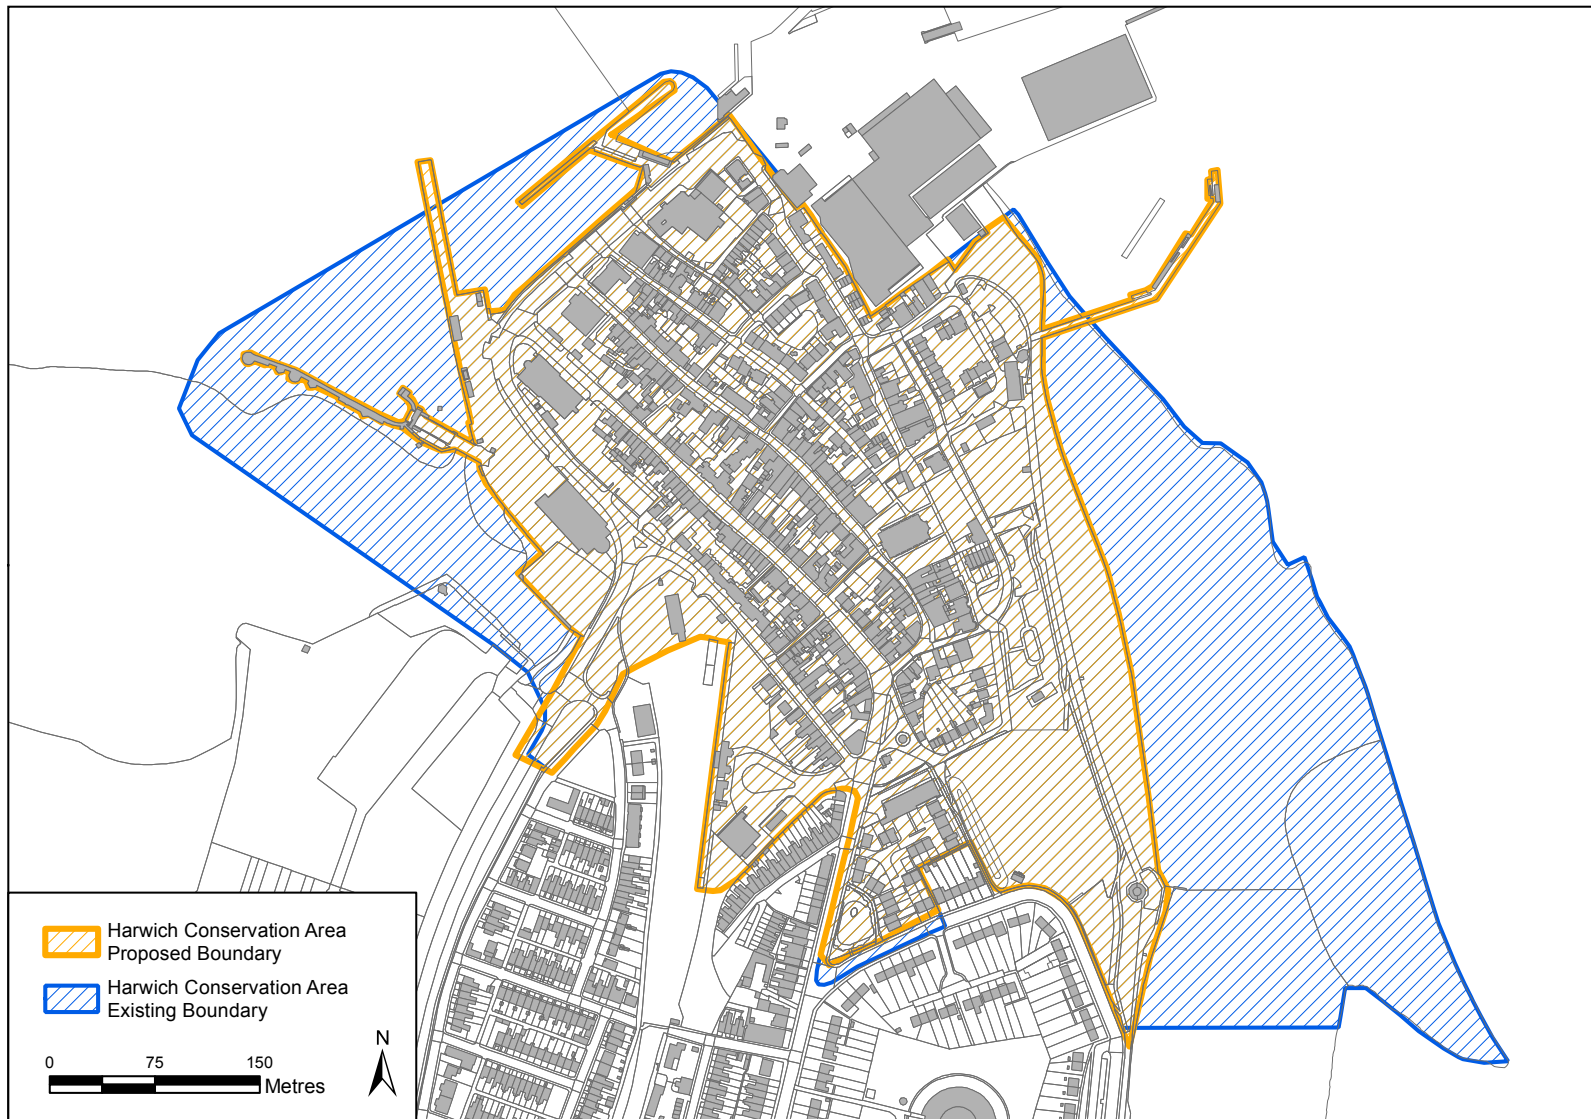 Harwich Conservation Area
Proposed Boundary
Harwich Conservation Area
Existing Boundary
N
0 75 150
Metres